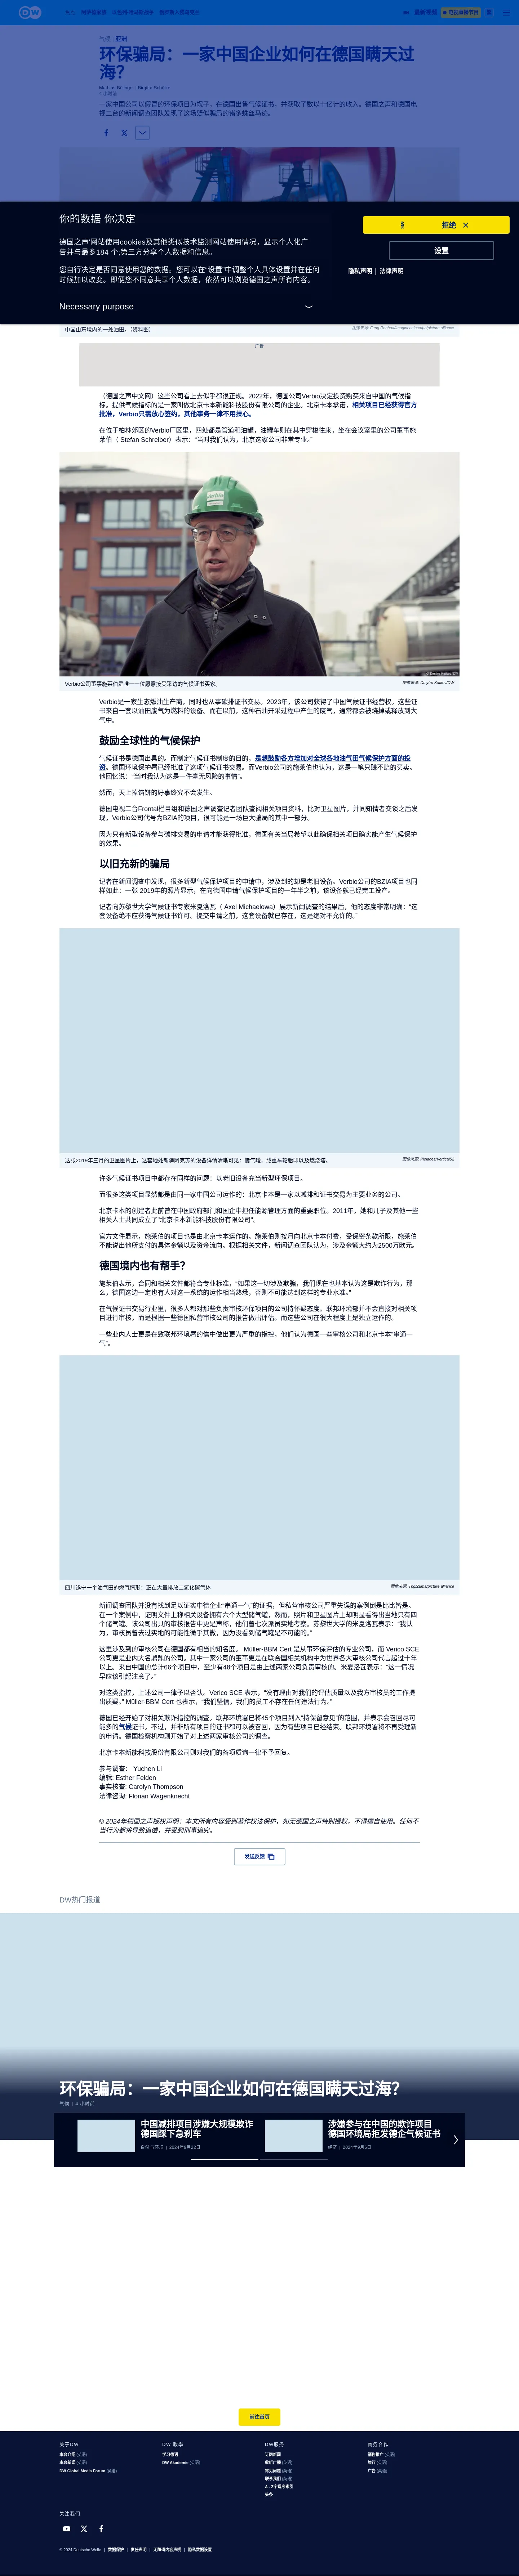 DW
气候 | 亚洲
环保骗局：一家中国企业如何在德国瞒天过
海？
Mathias Bölinger | Birgitta Schülke
4 小时前
一家中国公司以假冒的环保项目为幌子，在德国出售气候证书，并获取了数以十亿计的收入。德国之声和德国电
视二台的新闻调查团队发现了这场疑似骗局的诸多蛛丝马迹。
你的数据 你决定
德国之声'网站使用cookies及其他类似技术监测网站使用情况，显示个人化广
告并与最多184 个;第三方分享个人数据和信息。
您自行决定是否同意使用您的数据。您可以在"设置"中调整个人具体设置并在任何
时候加以改变。即便您不同意共享个人数据，依然可以浏览德国之声所有内容。
Necessary purpose
拒绝
设置
隐私声明 | 法律声明
中国山东境内的一处油田。（资料图）
广告
（德国之声中文网）这些公司看上去似乎都很正规。2022年，德国公司Verbio决定投资购买来自中国的气候指
标。提供气候指标的是一家叫做北京卡本新能科技股份有限公司的企业。北京卡本承诺，相关项目已经获得官方
批准，Verbio只需放心签约，其他事务一律不用操心。
在位于柏林郊区的Verbio厂区里，四处都是管道和油罐，油罐车则在其中穿梭往来，坐在会议室里的公司董事施
莱伯（ Stefan Schreiber）表示："当时我们认为，北京这家公司非常专业。"
Verbio公司董事施莱伯是唯一一位愿意接受采访的气候证书买家。
图像来源: Dmytro Katkov/DW
Verbio是一家生态燃油生产商，同时也从事碳排证书交易。2023年，该公司获得了中国气候证书经营权。这些证
书来自一套以油田废气为燃料的设备。而在以前，这种石油开采过程中产生的废气，通常都会被烧掉或释放到大
气中。
鼓励全球性的气候保护
气候证书是德国出具的。而制定气候证书制度的目的，是想鼓励各方增加对全球各地油气田气候保护方面的投
资。德国环境保护署已经批准了这项气候证书交易。而Verbio公司的施莱伯也认为，这是一笔只赚不赔的买卖。
他回忆说："当时我认为这是一件毫无风险的事情"。
然而，天上掉馅饼的好事终究不会发生。
德国电视二台Frontal栏目组和德国之声调查记者团队查阅相关项目资料，比对卫星图片，并同知情者交谈之后发
现，Verbio公司代号为BZIA的项目，很可能是一场巨大骗局的其中一部分。
因为只有新型设备参与碳排交易的申请才能获得批准，德国有关当局希望以此确保相关项目确实能产生气候保护
的效果。
以旧充新的骗局
记者在新闻调查中发现，很多新型气候保护项目的申请中，涉及到的却是老旧设备。Verbio公司的BZIA项目也同
样如此：一张 2019年的照片显示，在向德国申请气候保护项目的一年半之前，该设备就已经完工投产。
记者向苏黎世大学气候证书专家米夏洛瓦（ Axel Michaelowa）展示新闻调查的结果后，他的态度非常明确："这
套设备绝不应获得气候证书许可。提交申请之前，这套设备就已存在，这是绝对不允许的。"
这张2019年三月的卫星图片上，这套地处新疆阿克苏的设备详情清晰可见：储气罐，载重车轮胎印以及燃烧塔。
许多气候证书项目中都存在同样的问题：以老旧设备充当新型环保项目。
而很多这类项目显然都是由同一家中国公司运作的：北京卡本是一家以减排和证书交易为主要业务的公司。
北京卡本的创建者此前曾在中国政府部门和国企中担任能源管理方面的重要职位。2011年，她和儿子及其他一些
相关人士共同成立了"北京卡本新能科技股份有限公司"。
官方文件显示，施莱伯的项目也是由北京卡本运作的。施莱伯则按月向北京卡本付费，受保密条款所限，施莱伯
不能说出他所支付的具体金额以及资金流向。根据相关文件，新闻调查团队认为，涉及金额大约为2500万欧元。
德国境内也有帮手？
施莱伯表示，合同和相关文件都符合专业标准，"如果这一切涉及欺骗，我们现在也基本认为这是欺诈行为，那
么，德国这边一定也有人对这一系统的运作相当熟悉，否则不可能达到这样的专业水准。"
在气候证书交易行业里，很多人都对那些负责审核环保项目的公司持怀疑态度。联邦环境部并不会直接对相关项
目进行审核，而是根据一些德国私营审核公司的报告做出评估。而这些公司在很大程度上是独立运作的。
一些业内人士更是在致联邦环境署的信中做出更为严重的指控，他们认为德国一些审核公司和北京卡本"串通一
气"。
四川遂宁一个油气田的燃气情形：正在大量排放二氧化碳气体
新闻调查团队并没有找到足以证实中德企业"串通一气"的证据，但私营审核公司严重失误的案例倒是比比皆是。
在一个案例中，证明文件上称相关设备拥有六个大型储气罐，然而，照片和卫星图片上却明显看得出当地只有四
个储气罐。该公司出具的审核报告中更是声称，他们曾七次派员实地考察。苏黎世大学的米夏洛瓦表示："我认
为，审核员曾去过实地的可能性微乎其微，因为没看到储气罐是不可能的。"
这里涉及到的审核公司在德国都有相当的知名度。 Müller-BBM Cert 是从事环保评估的专业公司，而 Verico SCE
公司更是业内大名鼎鼎的公司。其中一家公司的董事更是在联合国相关机构中为世界各大审核公司代言超过十年
以上。来自中国的总计66个项目中，至少有48个项目是由上述两家公司负责审核的。米夏洛瓦表示："这一情况
早应该引起注意了。"
对这类指控，上述公司一律予以否认。Verico SCE 表示，"没有理由对我们的评估质量以及我方审核员的工作提
出质疑。" Müller-BBM Cert 也表示，"我们坚信，我们的员工不存在任何违法行为。"
德国已经开始了对相关欺诈指控的调查。联邦环境署已将45个项目列入"持保留意见"的范围，并表示会召回尽可
能多的气候证书。不过，并非所有项目的证书都可以被召回，因为有些项目已经结束。联邦环境署将不再受理新
的申请。德国检察机构则开始了对上述两家审核公司的调查。
北京卡本新能科技股份有限公司则对我们的各项质询一律不予回复。
参与调查： Yuchen Li
编辑: Esther Felden
事实核查: Carolyn Thompson
法律咨询: Florian Wagenknecht
© 2024年德国之声版权声明：本文所有内容受到著作权法保护，如无德国之声特别授权，不得擅自使用。任何不
当行为都将导致追偿，并受到刑事追究。
发送反馈
DW热门报道
环保骗局：一家中国企业如何在德国瞒天过海？
气候 | 4 小时前
中国减排项目涉嫌大规模欺诈
德国踩下急刹车
自然与环境 | 2024年6月22日
涉嫌参与在中国的欺诈项目
德国环境局拒发德企气候证书
经济 | 2024年9月6日
前往首页
关于DW
本台介绍 (英语)
本台新闻 (英语)
DW Global Media Forum (英语)
DW 教学
学习德语
DW Akademie (英语)
DW服务
订阅新闻
收听广播 (英语)
常见问题 (英语)
联系我们 (英语)
A - Z字母序索引
头条
商务合作
销售推广 (英语)
旅行 (英语)
广告 (英语)
关注我们
© 2024 Deutsche Welle | 数据保护 | 责任声明 | 无障碍内容声明 | 隐私数据设置